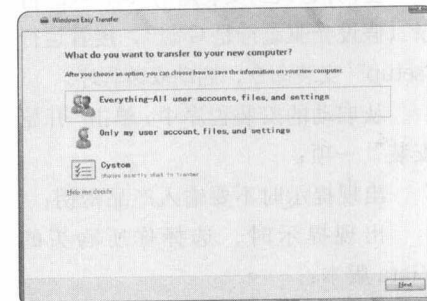 Windows Easy Transfer
What do you want to transfer to your new computer?
After you choose an option, you can choose how to save the information on your new computer.
Everything-All user accounts, files, and settings
Only my user account, files, and settings
Cystom
Help me decide
Next